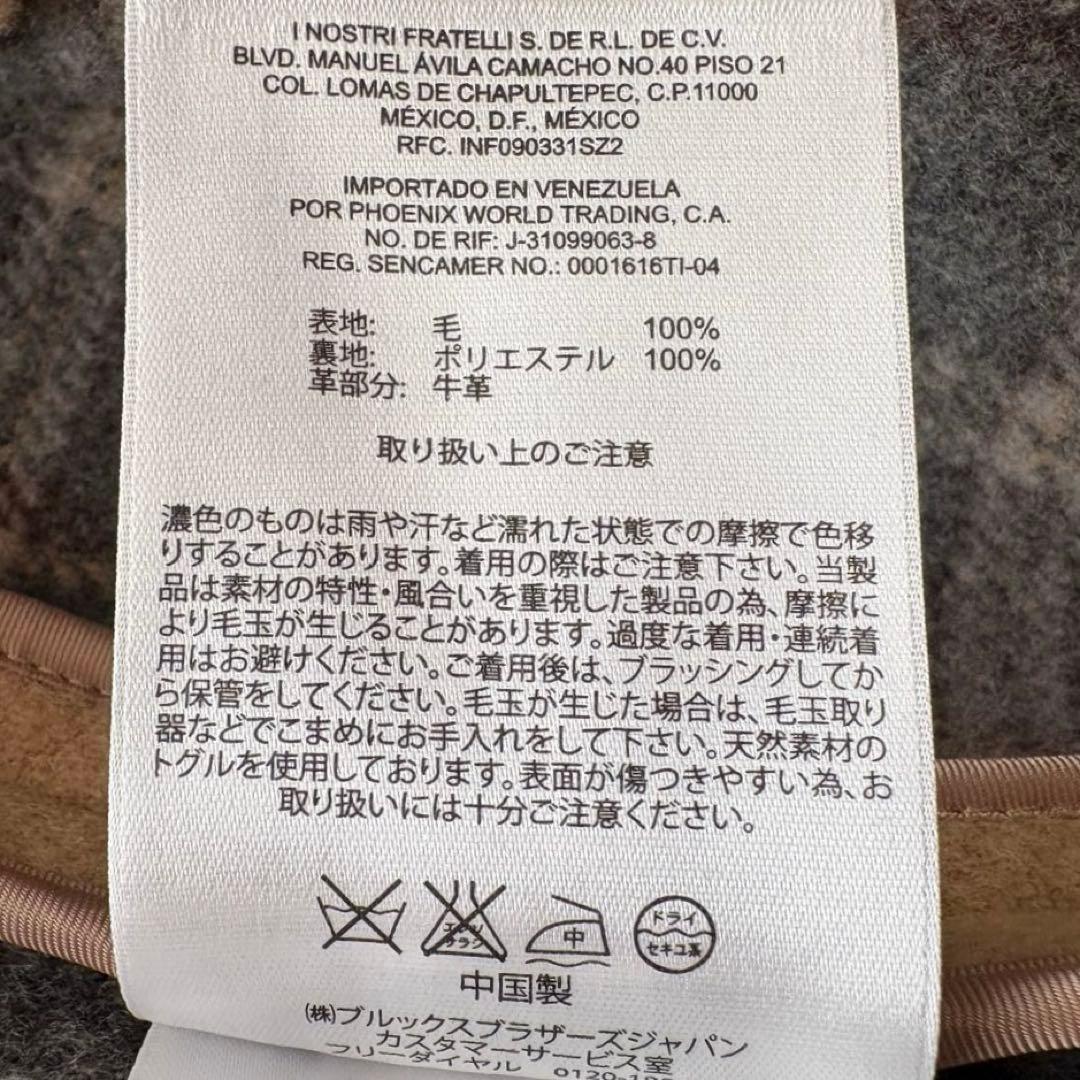 I NOSTRI FRATELLI S. DE R.L. DE C.V.
BLVD. MANUEL ÁVILA CAMACHO NO.40 PISO 21
COL. LOMAS DE CHAPULTEPEC, C.P.11000
MÉXICO, D.F., MÉXICO
RFC. INF090331SZ2
IMPORTADO EN VENEZUELA
POR PHOENIX WORLD TRADING, C.A.
NO. DE RIF: J-31099063-8
REG. SENCAMER NO.: 0001616TI-04
表地: 毛 100%
裏地: ポリエステル 100%
革部分: 牛革
取り扱い上のご注意
濃色のものは雨や汗など濡れた状態での摩擦で色移
りすることがあります。着用の際はご注意下さい。当製
品は素材の特性・風合いを重視した製品の為、摩擦に
より毛玉が生じることがあります。過度な着用・連続着
用はお避けください。ご着用後は、ブラッシングしてか
ら保管をしてください。毛玉が生じた場合は、毛玉取り
器などでこまめにお手入れをして下さい。天然素材の
トグルを使用しております。表面が傷つきやすい為、お
取り扱いには十分ご注意ください。
エンソ
サラシ
中
ドライ
セキユ系
中国製
(株)ブルックスブラザーズジャパン
カスタマーサービス室
フリーダイヤル 0120-